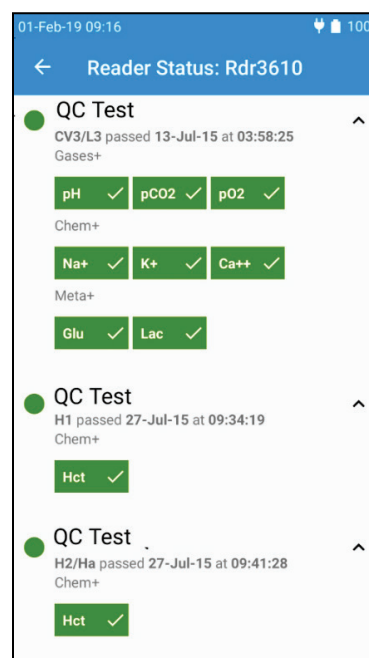 01-Feb-19 09:16 100
Reader Status: Rdr3610
QC Test
CV3/L3 passed 13-Jul-15 at 03:58:25
Gases+
pH pCO2 pO2
Chem+
Na+ K+ Ca++
Meta+
Glu Lac
QC Test
H1 passed 27-Jul-15 at 09:34:19
Chem+
Hct
QC Test
H2/Ha passed 27-Jul-15 at 09:41:28
Chem+
Hct